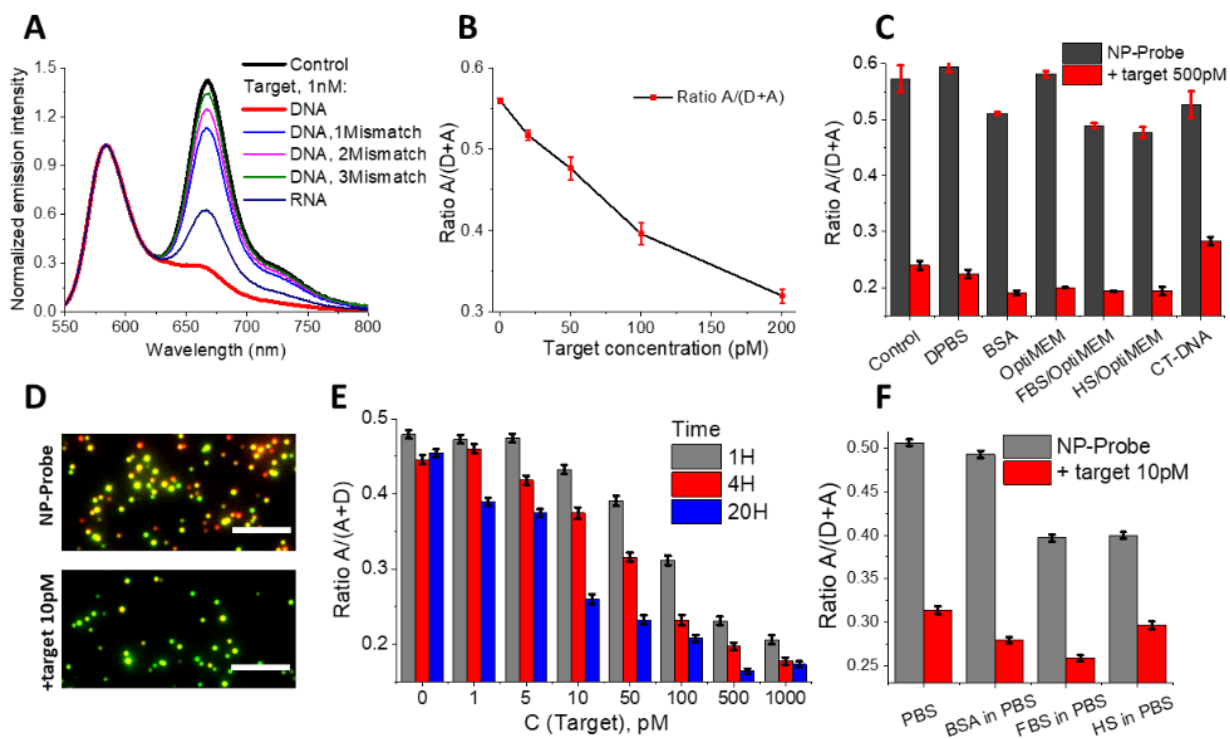 A
Normalized emission intensity
1.5
1.2
0.9
0.6
0.3
0.0
550
600
650
700
750
800
Wavelength (nm)
Control
Target, 1nM:
DNA
DNA, 1Mismatch
DNA, 2Mismatch
DNA, 3Mismatch
RNA
B
Ratio A/(D+A)
0.6
0.5
0.4
0.3
0
50
100
150
200
Target concentration (pM)
Ratio A/(D+A)
C
Ratio A/(D+A)
0.6
0.5
0.4
0.3
0.2
NP-Probe
+ target 500pM
Control
DPBS
BSA
OptiMEM
FBS/OptiMEM
HS/OptiMEM
CT-DNA
D
NP-Probe
+target 10pM
E
Ratio A/(A+D)
0.5
0.4
0.3
0.2
Time
1H
4H
20H
0
1
5
10
50
100
500
1000
C (Target), pM
F
Ratio A/(D+A)
0.50
0.45
0.40
0.35
0.30
0.25
NP-Probe
+ target 10pM
PBS
BSA in PBS
FBS in PBS
HS in PBS